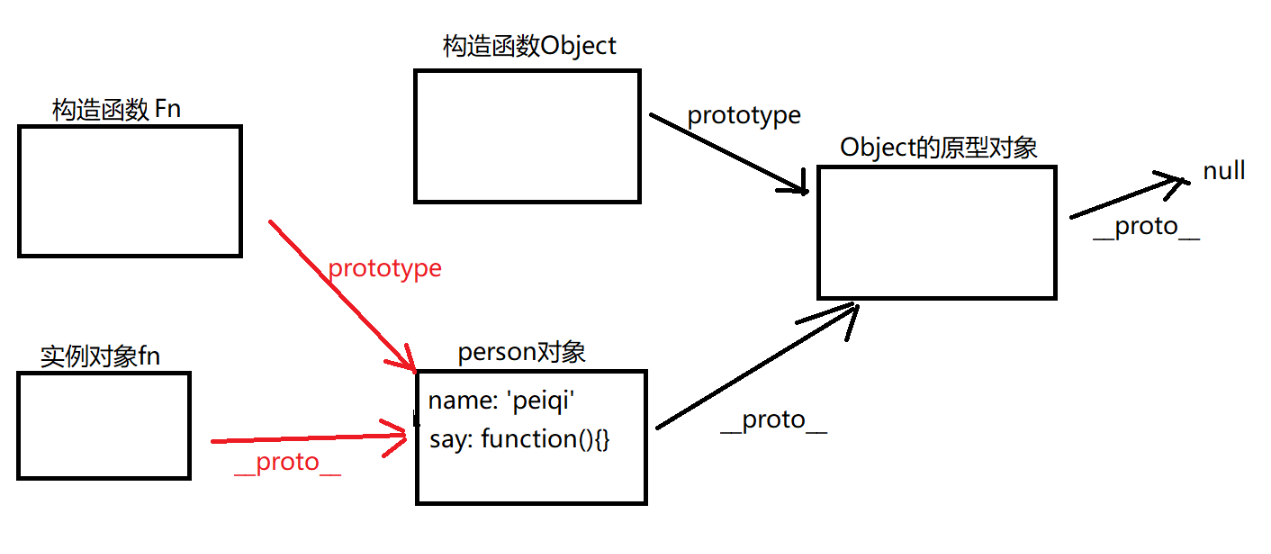 构造函数Object
构造函数 Fn
prototype
Object的原型对象
null
__proto__
prototype
实例对象fn
person对象
name: 'peiqi'
say: function(){}
__proto__
__proto__